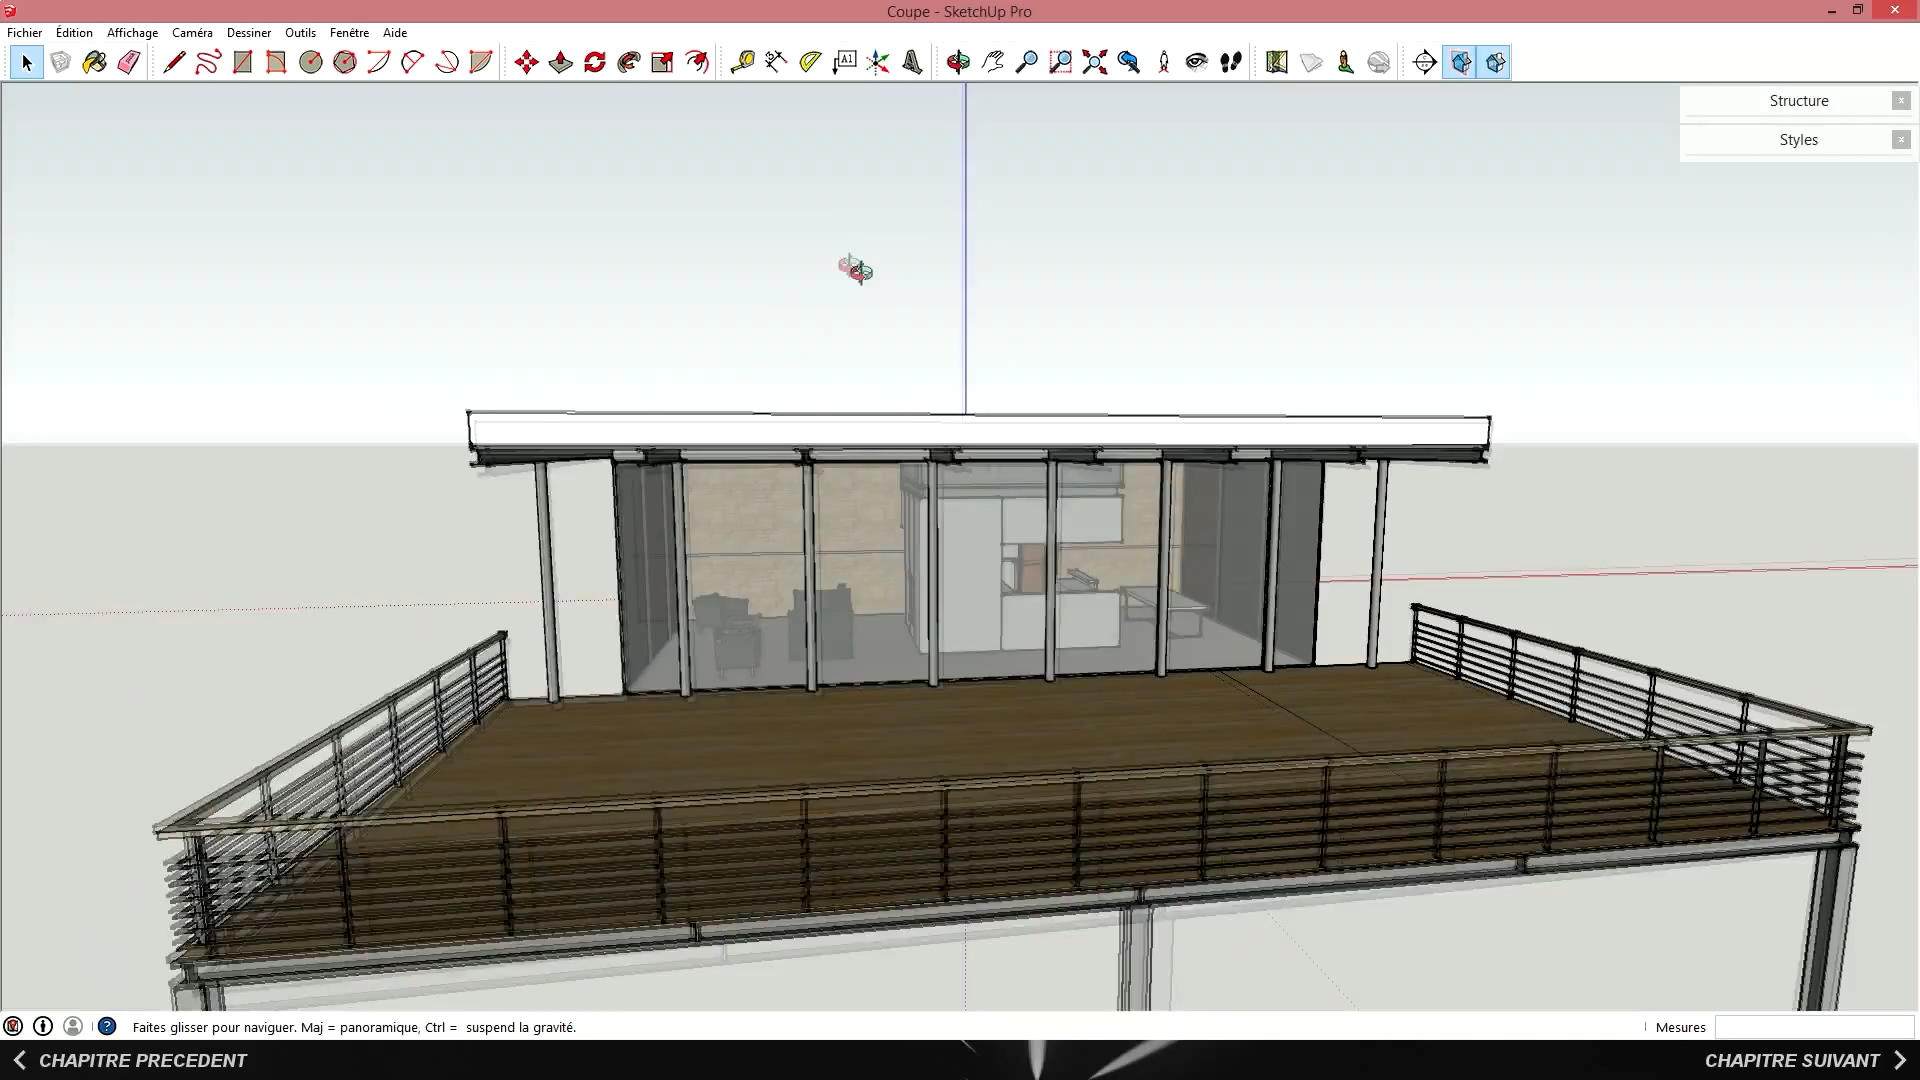 Coupe - SketchUp Pro
Fichier Édition Affichage Caméra Dessiner Outils Fenêtre Aide
A1
Structure
Styles
Faites glisser pour naviguer. Maj = panoramique, Ctrl = suspend la gravité.
Mesures
CHAPITRE PRECEDENT
CHAPITRE SUIVANT